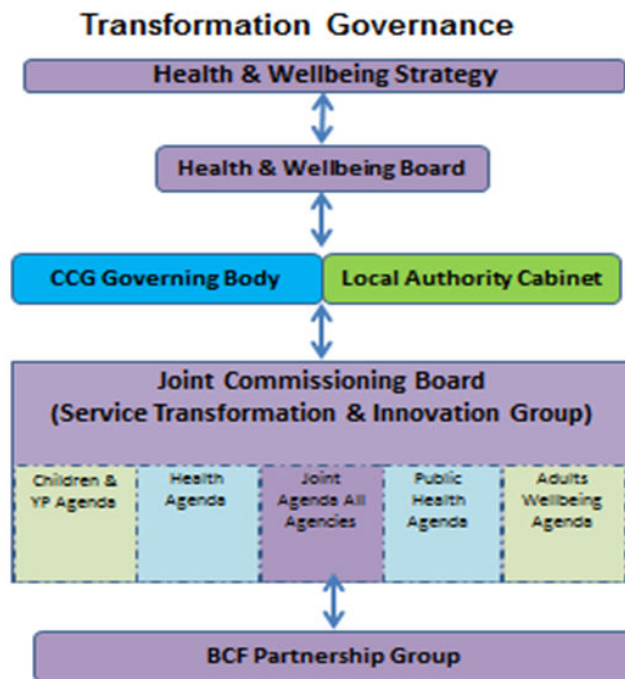 Transformation Governance
Health & Wellbeing Strategy
Health & Wellbeing Board
CCG Governing Body
Local Authority Cabinet
Joint Commissioning Board
(Service Transformation & Innovation Group)
Children &
YP Agenda
Health
Agenda
Joint
Agenda All
Agencies
Public
Health
Agenda
Adults
Wellbeing
Agenda
BCF Partnership Group